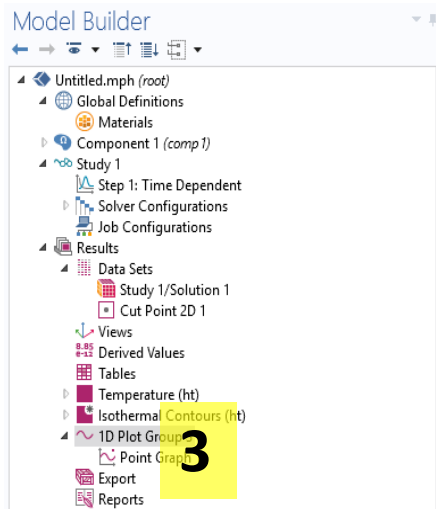 Model Builder
Untitled.mph (root)
Global Definitions
Materials
Component 1 (comp1)
Study 1
Step 1: Time Dependent
Solver Configurations
Job Configurations
Results
Data Sets
Study 1/Solution 1
Cut Point 2D 1
Views
8.85
e-12 Derived Values
Tables
Temperature (ht)
Isothermal Contours (ht)
1D Plot Group 3
Point Graph
3
Export
Reports